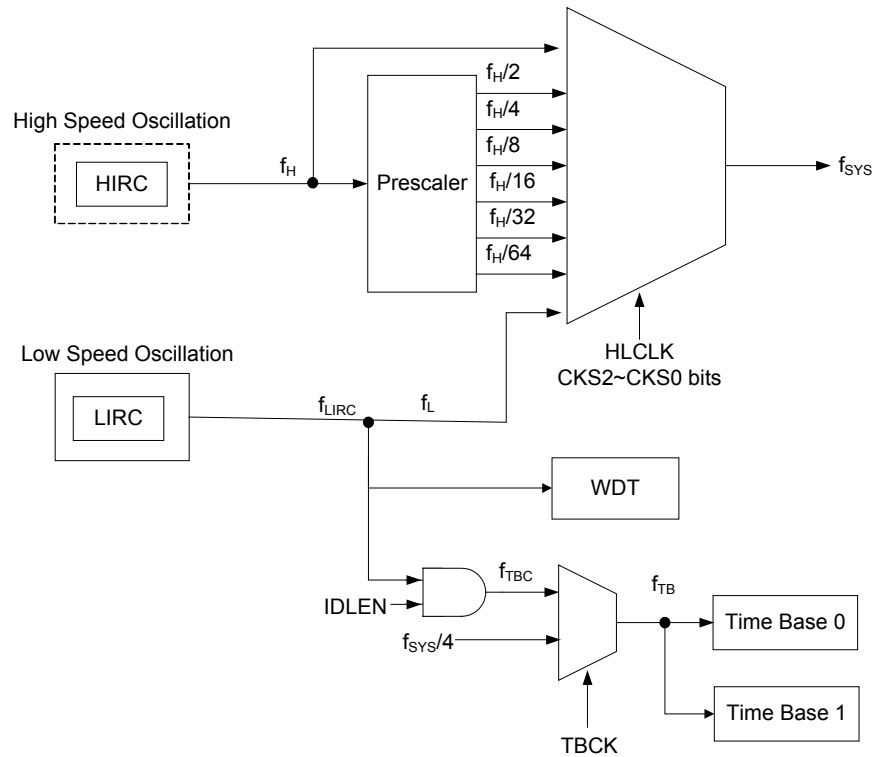 High Speed Oscillation
HIRC
fH
Prescaler
fH/2
fH/4
fH/8
fH/16
fH/32
fH/64
fSYS
HLCLK
CKS2~CKS0 bits
Low Speed Oscillation
LIRC
fLIRC
fL
WDT
IDLEN
fTBC
fSYS/4
fTB
TBCK
Time Base 0
Time Base 1